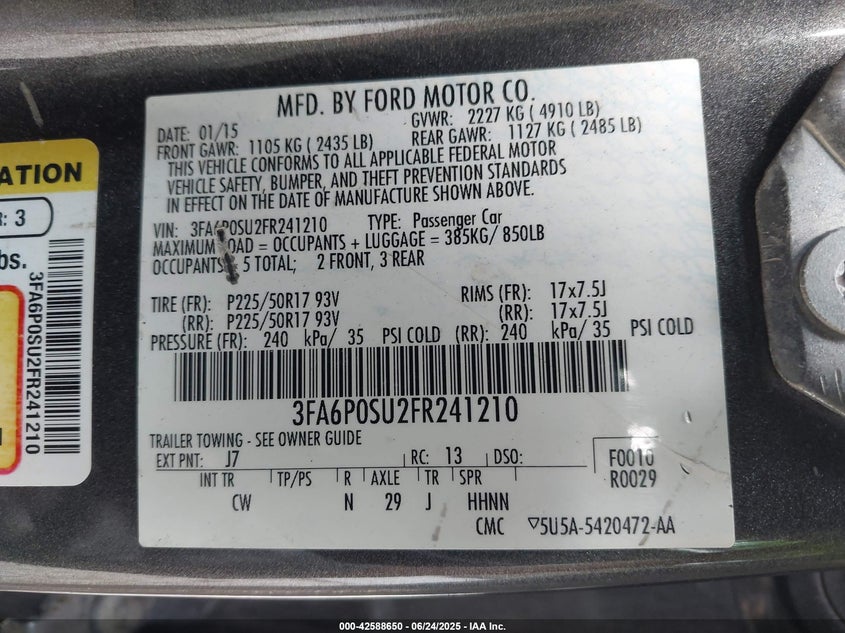 MFD. BY FORD MOTOR CO.
DATE: 01/15
GVWR: 2227 KG ( 4910 LB)
FRONT GAWR: 1105 KG ( 2435 LB)
REAR GAWR: 1127 KG ( 2485 LB)
THIS VEHICLE CONFORMS TO ALL APPLICABLE FEDERAL MOTOR
VEHICLE SAFETY, BUMPER, AND THEFT PREVENTION STANDARDS
IN EFFECT ON THE DATE OF MANUFACTURE SHOWN ABOVE.
VIN: 3FA6P0SU2FR241210 TYPE: Passenger Car
MAXIMUM LOAD = OCCUPANTS + LUGGAGE = 385KG/ 850LB
OCCUPANTS: 5 TOTAL; 2 FRONT, 3 REAR
TIRE (FR): P225/50R17 93V RIMS (FR): 17x7.5J
(RR): P225/50R17 93V (RR): 17x7.5J
PRESSURE (FR): 240 kPa/ 35 PSI COLD (RR): 240 kPa/ 35 PSI COLD
3FA6P0SU2FR241210
TRAILER TOWING - SEE OWNER GUIDE
EXT PNT: J7 RC: 13 DSO:
F0010
R0029
INT TR TP/PS R AXLE TR SPR
CW N 29 J HHNN
CMC ▽5U5A-5420472-AA
ATION
R: 3
bs.
3FA6P0SU2FR241210
000-42588650 | 06/24/2025 - IAA Inc.